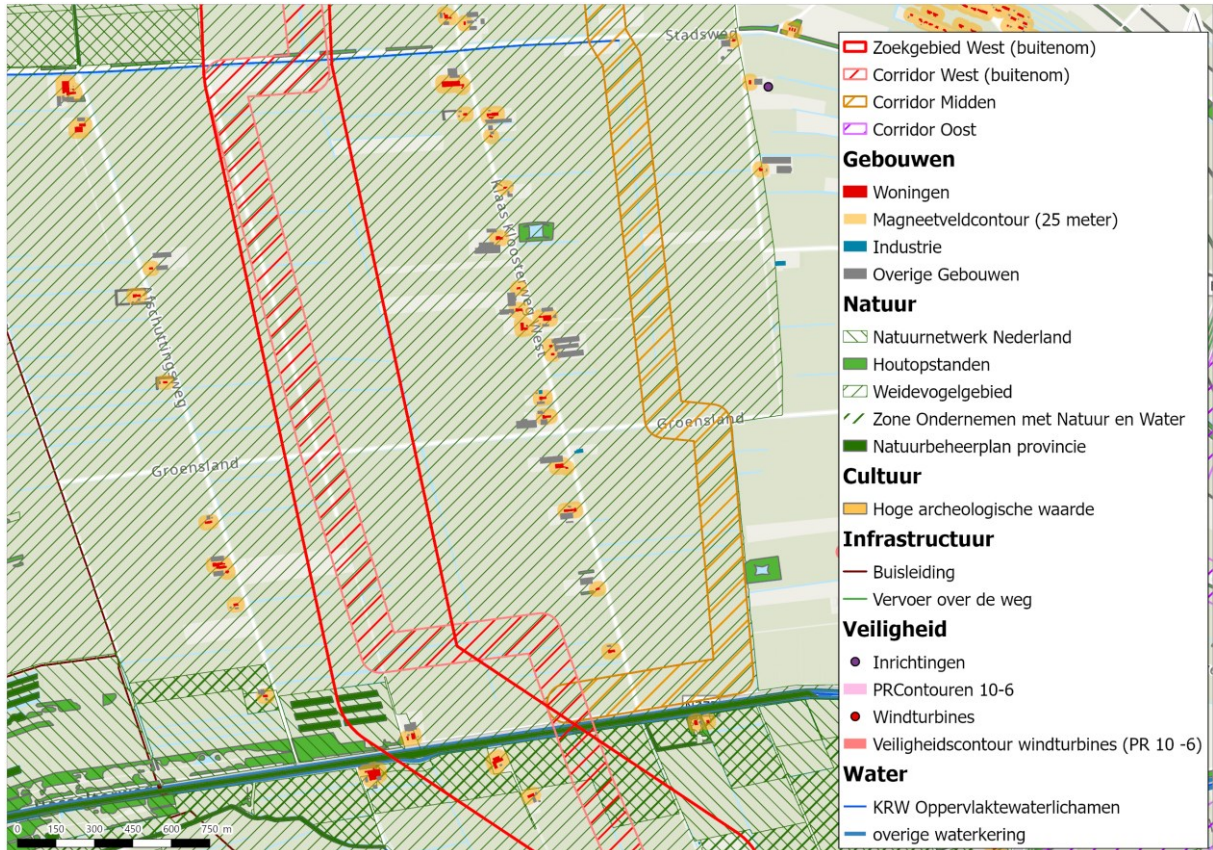 Stadsweg
Klaas Kloosterweg West
Afschuttingsweg
Groensland
Groensland
0 150 300 450 600 750 m
Zoekgebied West (buitenom)
Corridor West (buitenom)
Corridor Midden
Corridor Oost
Gebouwen
Woningen
Magneetveldcontour (25 meter)
Industrie
Overige Gebouwen
Natuur
Natuurnetwerk Nederland
Houtopstanden
Weidevogelgebied
Zone Ondernemen met Natuur en Water
Natuurbeheerplan provincie
Cultuur
Hoge archeologische waarde
Infrastructuur
Buisleiding
Vervoer over de weg
Veiligheid
Inrichtingen
PRContouren 10-6
Windturbines
Veiligheidscontour windturbines (PR 10 -6)
Water
KRW Oppervlaktewaterlichamen
overige waterkering